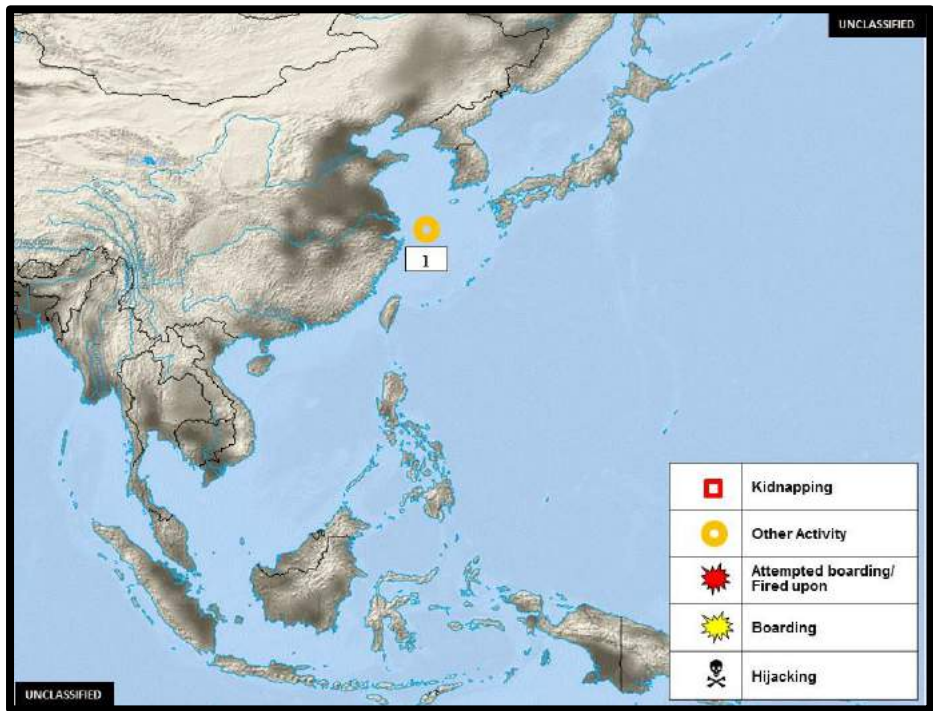 UNCLASSIFIED
1
Kidnapping
Other Activity
Attempted boarding/
Fired upon
Boarding
Hijacking
UNCLASSIFIED